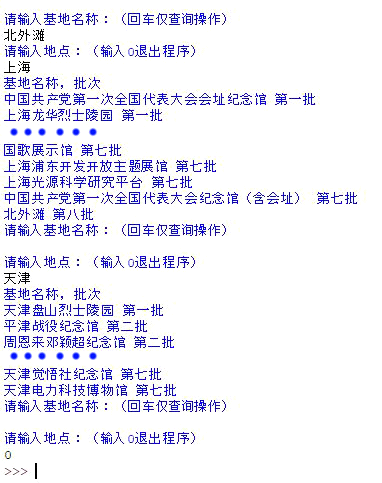 请输入基地名称：（回车仅查询操作）
北外滩
请输入地点：（输入0退出程序）
上海
基地名称，批次
中国共产党第一次全国代表大会会址纪念馆 第一批
上海龙华烈士陵园 第一批
●●●●●●
国歌展示馆 第七批
上海浦东开发开放主题展馆 第七批
上海光源科学研究平台 第七批
中国共产党第一次全国代表大会纪念馆（含会址） 第七批
北外滩 第八批
请输入基地名称：（回车仅查询操作）
请输入地点：（输入0退出程序）
天津
基地名称，批次
天津盘山烈士陵园 第一批
平津战役纪念馆 第二批
周恩来邓颖超纪念馆 第二批
●●●●●●
天津觉悟社纪念馆 第七批
天津电力科技博物馆 第七批
请输入基地名称：（回车仅查询操作）
请输入地点：（输入0退出程序）
0
>>>